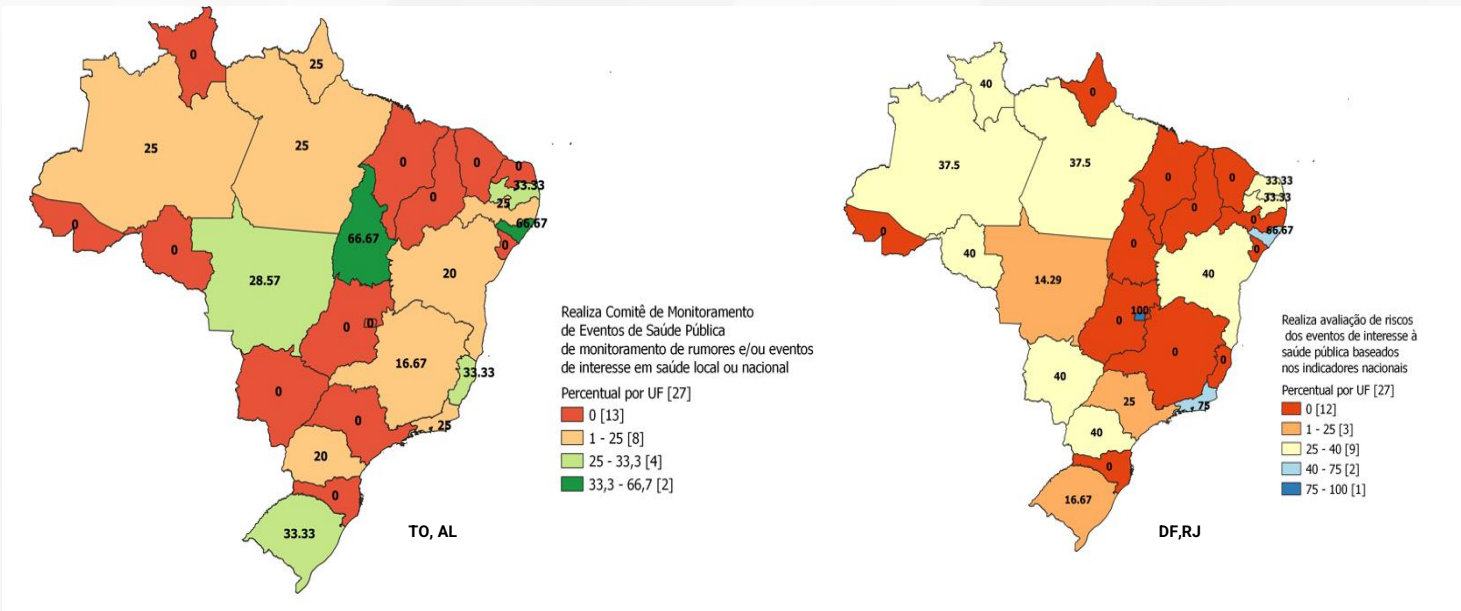 0
25
25
25
0
0
0
0
33.33
25
66.67
0
0
0
66.67
20
28.57
0
0
16.67
33.33
0
0
25
20
0
33.33
Realiza Comitê de Monitoramento
de Eventos de Saúde Pública
de monitoramento de rumores e/ou eventos
de interesse em saúde local ou nacional
Percentual por UF [27]
0 [13]
1 - 25 [8]
25 - 33,3 [4]
33,3 - 66,7 [2]
TO, AL
40
0
37.5
37.5
0
0
0
33.33
33.33
0
66.67
0
0
40
0
40
14.29
0
100
0
0
40
25
75
40
0
16.67
Realiza avaliação de riscos
dos eventos de interesse à
saúde pública baseados
nos indicadores nacionais
Percentual por UF [27]
0 [12]
1 - 25 [3]
25 - 40 [9]
40 - 75 [2]
75 - 100 [1]
DF,RJ